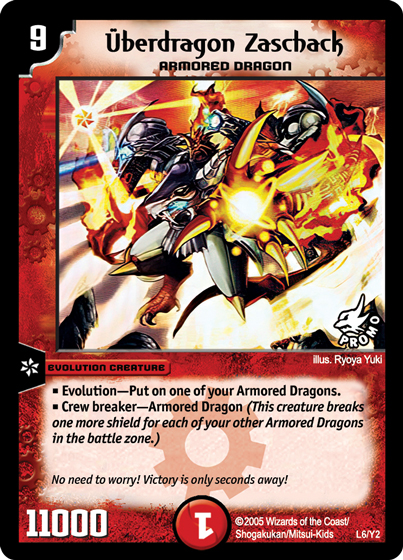 9
Überdragon Zaschack
ARMORED DRAGON
PROMO
illus. Ryoya Yuki
EVOLUTION CREATURE
▪ Evolution—Put on one of your Armored Dragons.
▪ Crew breaker—Armored Dragon (This creature breaks
one more shield for each of your other Armored Dragons
in the battle zone.)
No need to worry! Victory is only seconds away!
11000
1
©2005 Wizards of the Coast/
Shogakukan/Mitsui-Kids
L6/Y2